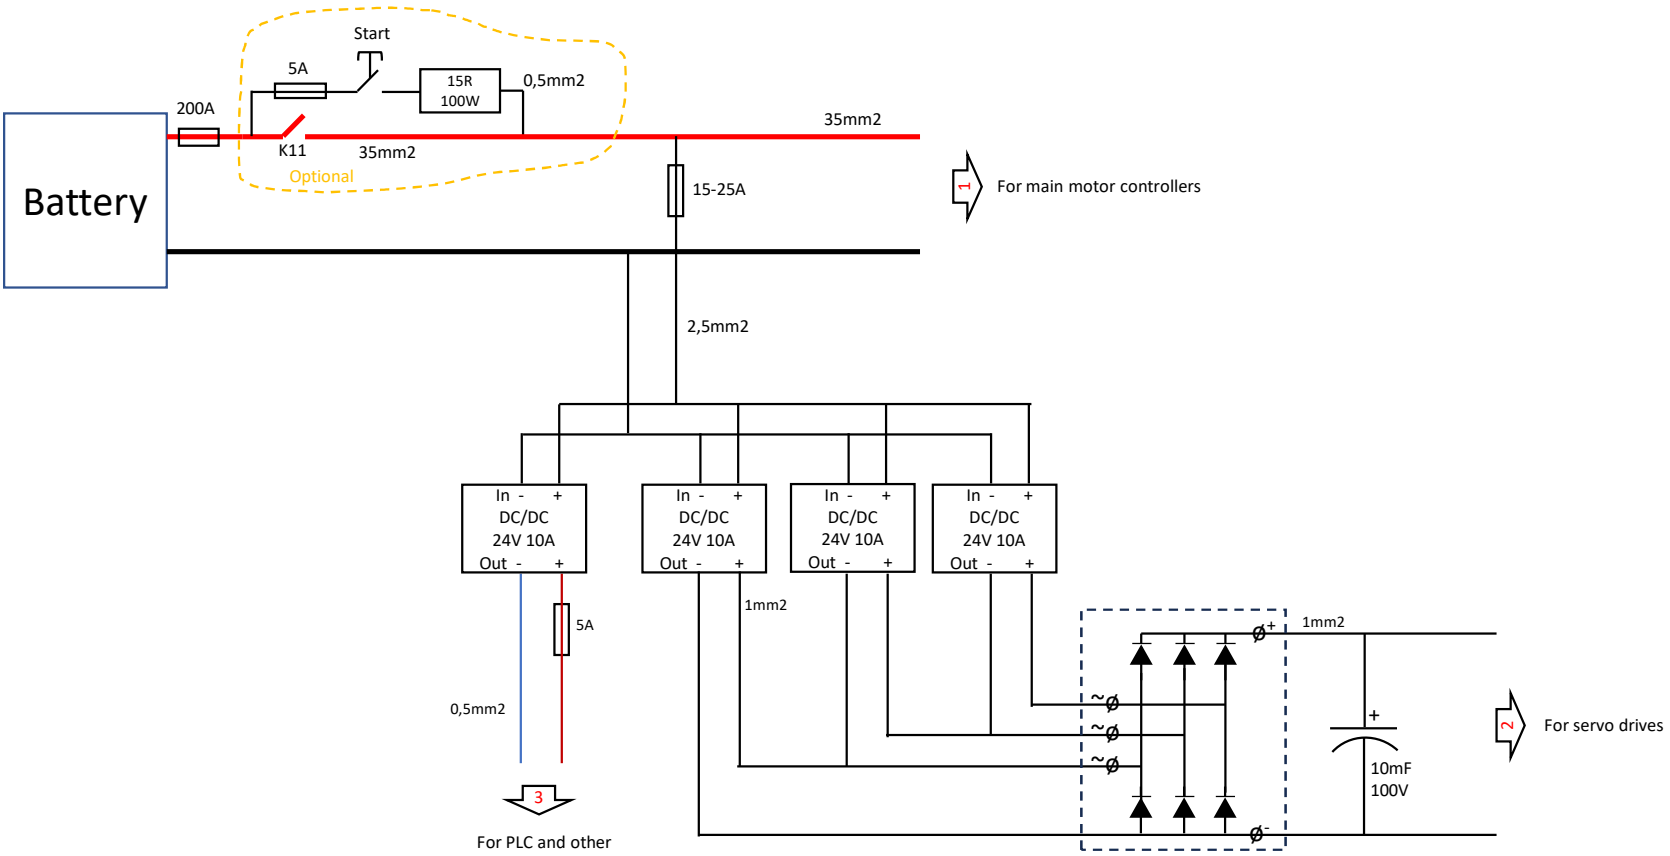 Start
5A
15R
100W
0,5mm2
200A
K11
35mm2
Optional
35mm2
Battery
15-25A
1
For main motor controllers
2,5mm2
In - +
DC/DC
24V 10A
Out - +
In - +
DC/DC
24V 10A
Out - +
In - +
DC/DC
24V 10A
Out - +
In - +
DC/DC
24V 10A
Out - +
5A
1mm2
0,5mm2
3
For PLC and other
+
1mm2
~
~
~
-
+
10mF
100V
2
For servo drives